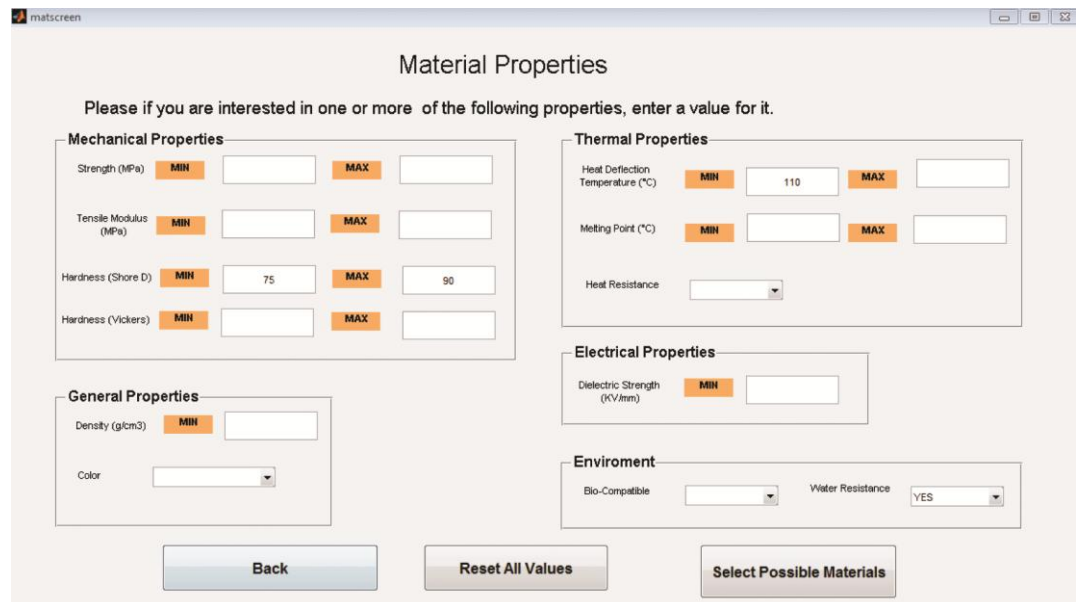 matscreen
Material Properties
Please if you are interested in one or more of the following properties, enter a value for it.
Mechanical Properties
Strength (MPa) MIN MAX
Tensile Modulus
(MPa) MIN MAX
Hardness (Shore D) MIN 75 MAX 90
Hardness (Vickers) MIN MAX
General Properties
Density (g/cm3) MIN
Color
Thermal Properties
Heat Deflection
Temperature (°C) MIN 110 MAX
Melting Point (°C) MIN MAX
Heat Resistance
Electrical Properties
Dielectric Strength
(KV/mm) MIN
Enviroment
Bio-Compatible Water Resistance YES
Back Reset All Values Select Possible Materials